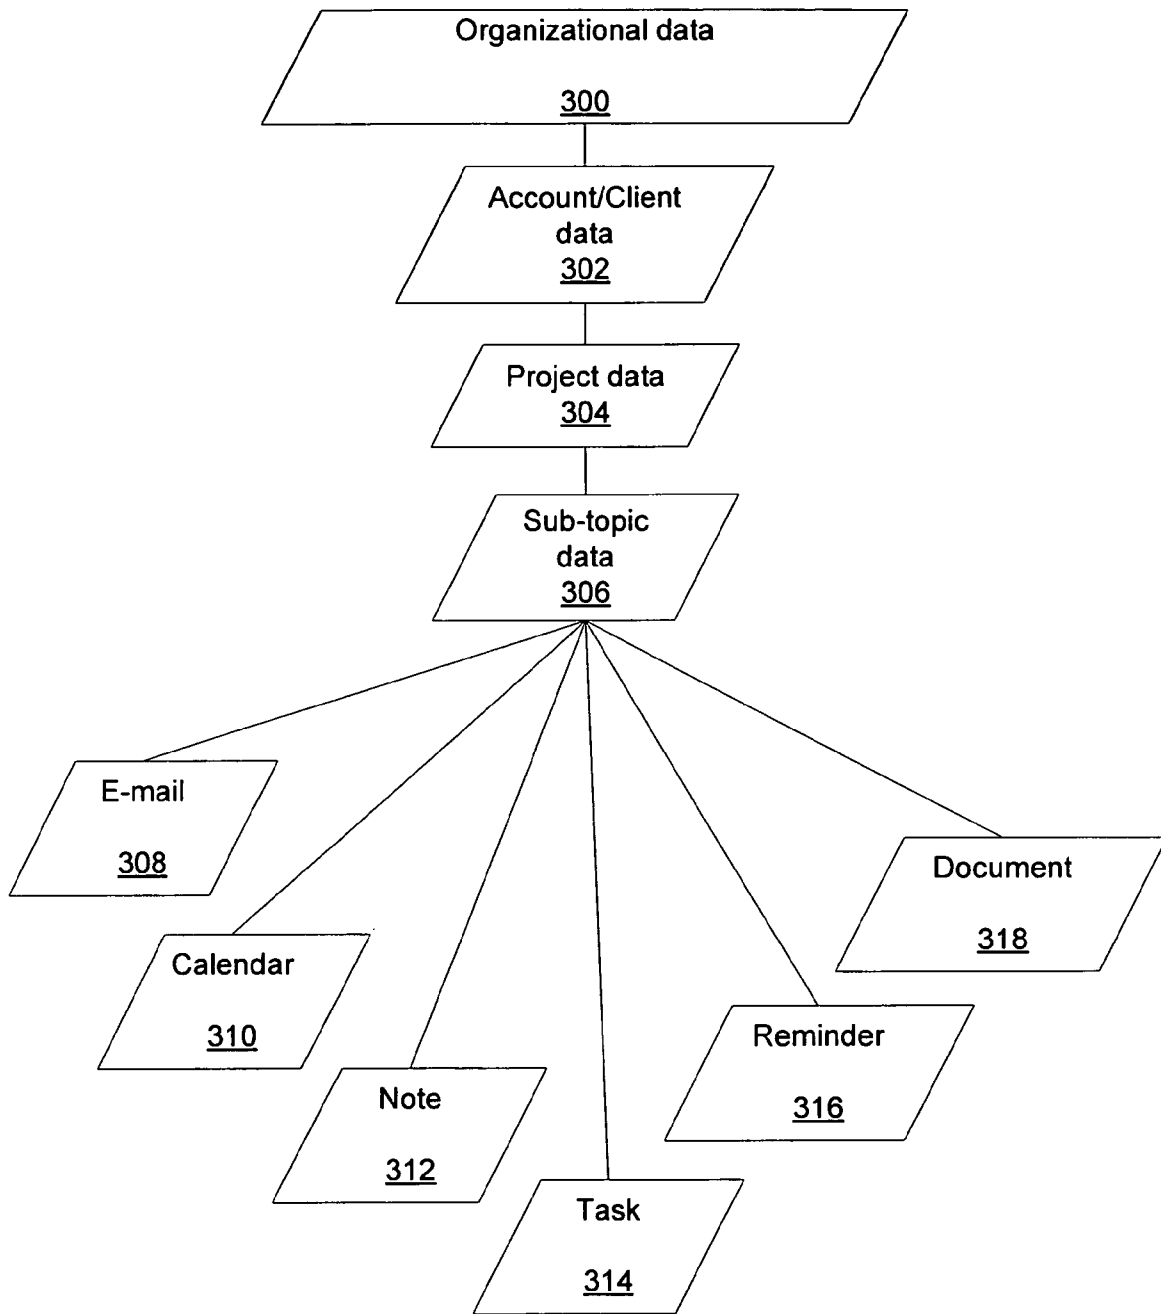 Organizational data
300
Account/Client
data
302
Project data
304
Sub-topic
data
306
E-mail
308
Calendar
310
Note
312
Task
314
Reminder
316
Document
318